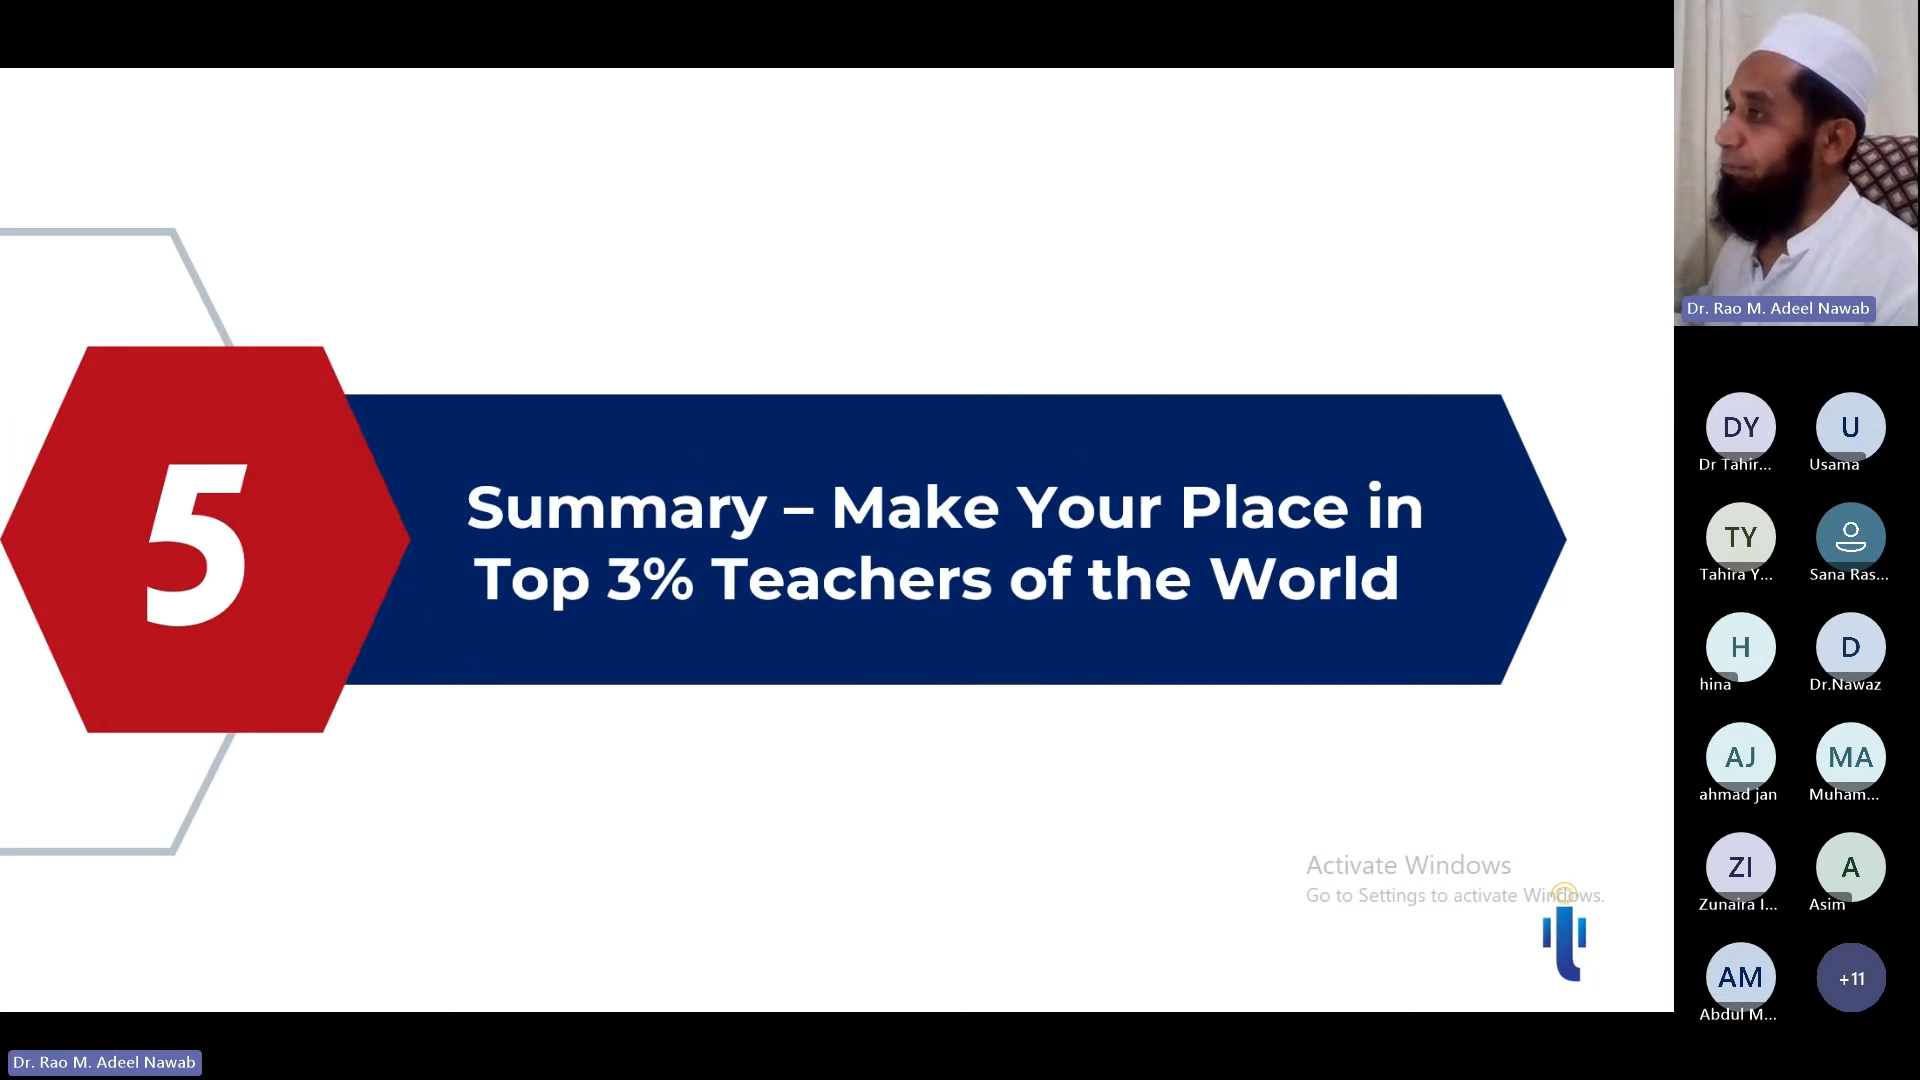 5
Summary – Make Your Place in
Top 3% Teachers of the World
Activate Windows
Go to Settings to activate Windows.
Dr. Rao M. Adeel Nawab
DY
Dr Tahir...
U
Usama
TY
Tahira Y...
Sana Ras...
H
hina
D
Dr.Nawaz
AJ
ahmad jan
MA
Muham...
ZI
Zunaira I...
A
Asim
AM
Abdul M...
+11
Dr. Rao M. Adeel Nawab